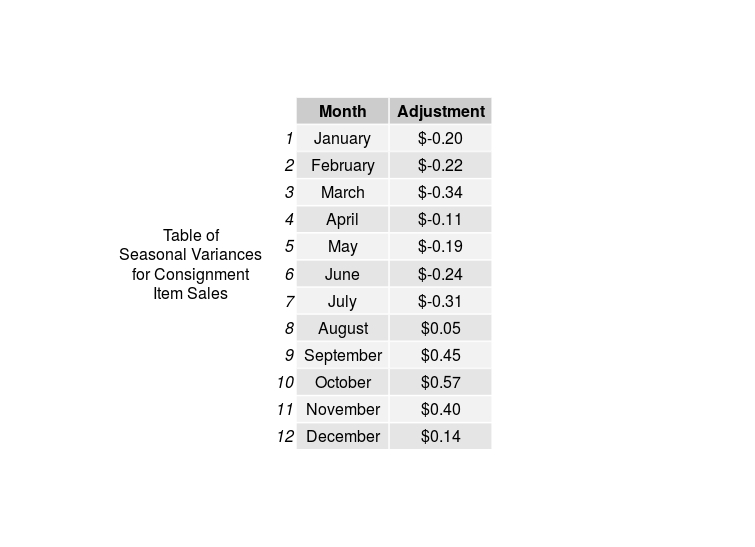 Table of
Seasonal Variances
for Consignment
Item Sales
Month Adjustment
1 January $-0.20
2 February $-0.22
3 March $-0.34
4 April $-0.11
5 May $-0.19
6 June $-0.24
7 July $-0.31
8 August $0.05
9 September $0.45
10 October $0.57
11 November $0.40
12 December $0.14